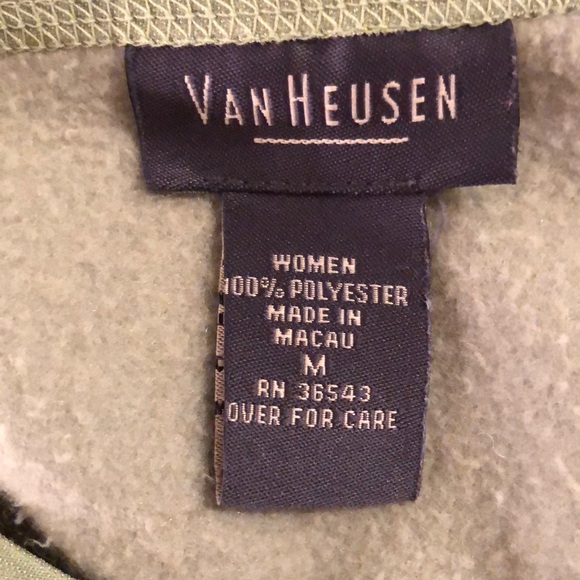 VAN HEUSEN
WOMEN
100% POLYESTER
MADE IN
MACAU
M
RN 36543
OVER FOR CARE